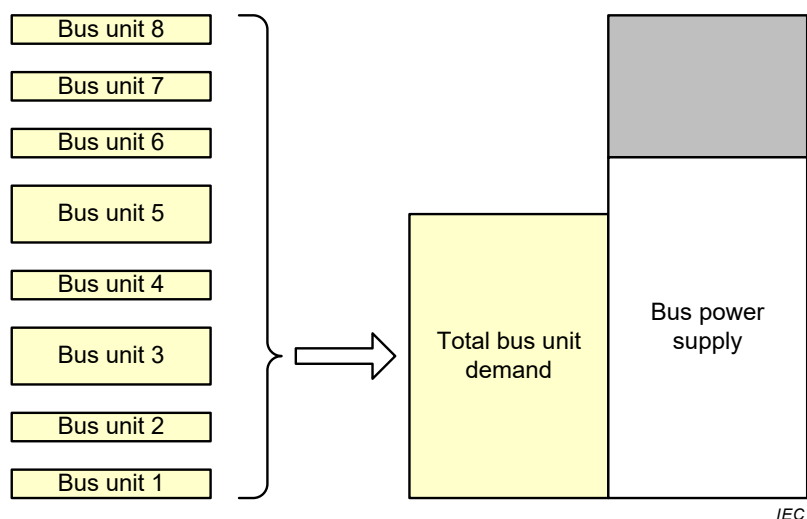 Bus unit 8
Bus unit 7
Bus unit 6
Bus unit 5
Bus unit 4
Bus unit 3
Bus unit 2
Bus unit 1
Total bus unit
demand
Bus power
supply
IEC